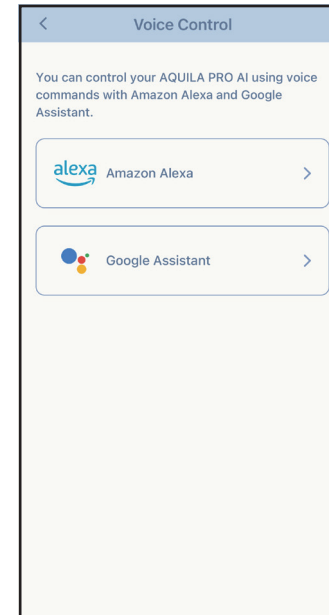 Voice Control
You can control your AQUILA PRO AI using voice
commands with Amazon Alexa and Google
Assistant.
alexa Amazon Alexa
Google Assistant